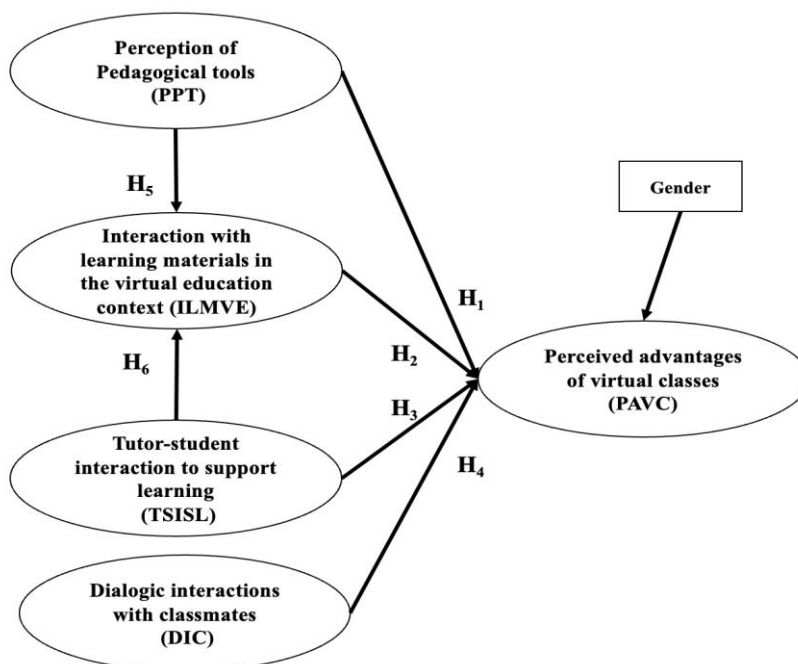 Perception of
Pedagogical tools
(PPT)
H₅
Gender
Interaction with
learning materials in
the virtual education
context (ILMVE)
H₁
H₂
H₆
Perceived advantages
of virtual classes
(PAVC)
H₃
Tutor-student
interaction to support
learning
(TSISL)
H₄
Dialogic interactions
with classmates
(DIC)